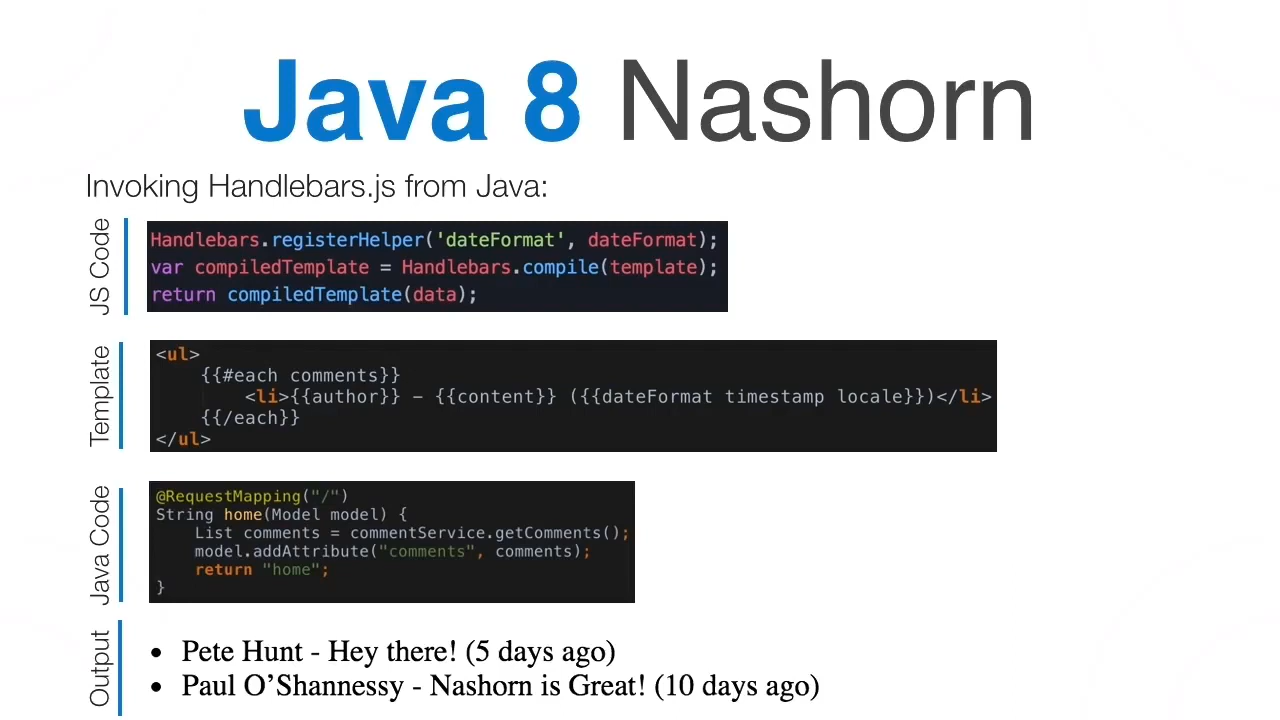 Java 8 Nashorn
Invoking Handlebars.js from Java:
JS Code
Handlebars.registerHelper('dateFormat', dateFormat);
var compiledTemplate = Handlebars.compile(template);
return compiledTemplate(data);
Template
<ul>
    {{#each comments}}
        <li>{{author}} – {{content}} ({{dateFormat timestamp locale}})</li>
    {{/each}}
</ul>
Java Code
@RequestMapping("/")
String home(Model model) {
    List comments = commentService.getComments();
    model.addAttribute("comments", comments);
    return "home";
}
Output
• Pete Hunt - Hey there! (5 days ago)
• Paul O’Shannessy - Nashorn is Great! (10 days ago)